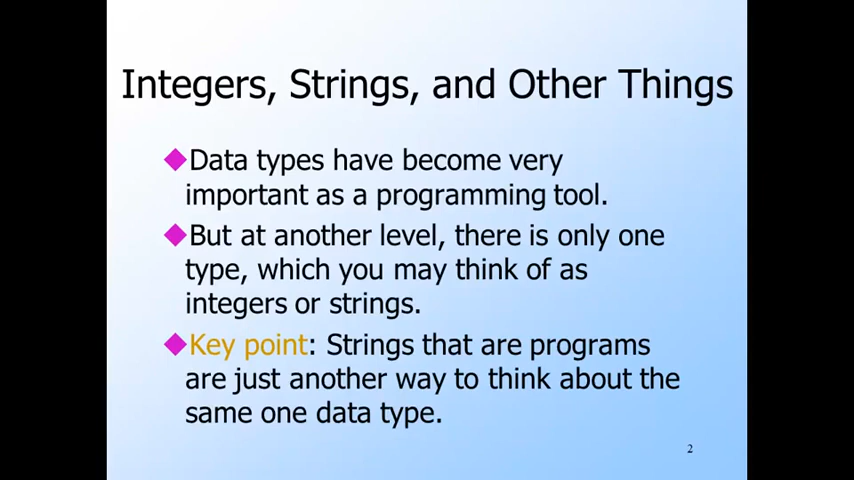 Integers, Strings, and Other Things
Data types have become very
important as a programming tool.
But at another level, there is only one
type, which you may think of as
integers or strings.
Key point: Strings that are programs
are just another way to think about the
same one data type.
2